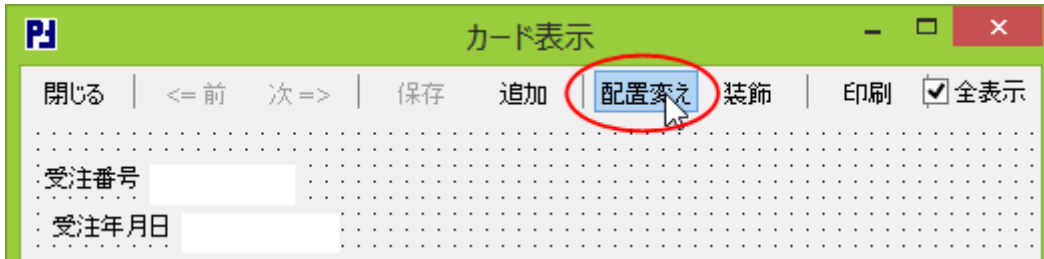 カード表示
閉じる <= 前 次 => 保存 追加 配置変え 装飾 印刷 全表示
受注番号
受注年月日